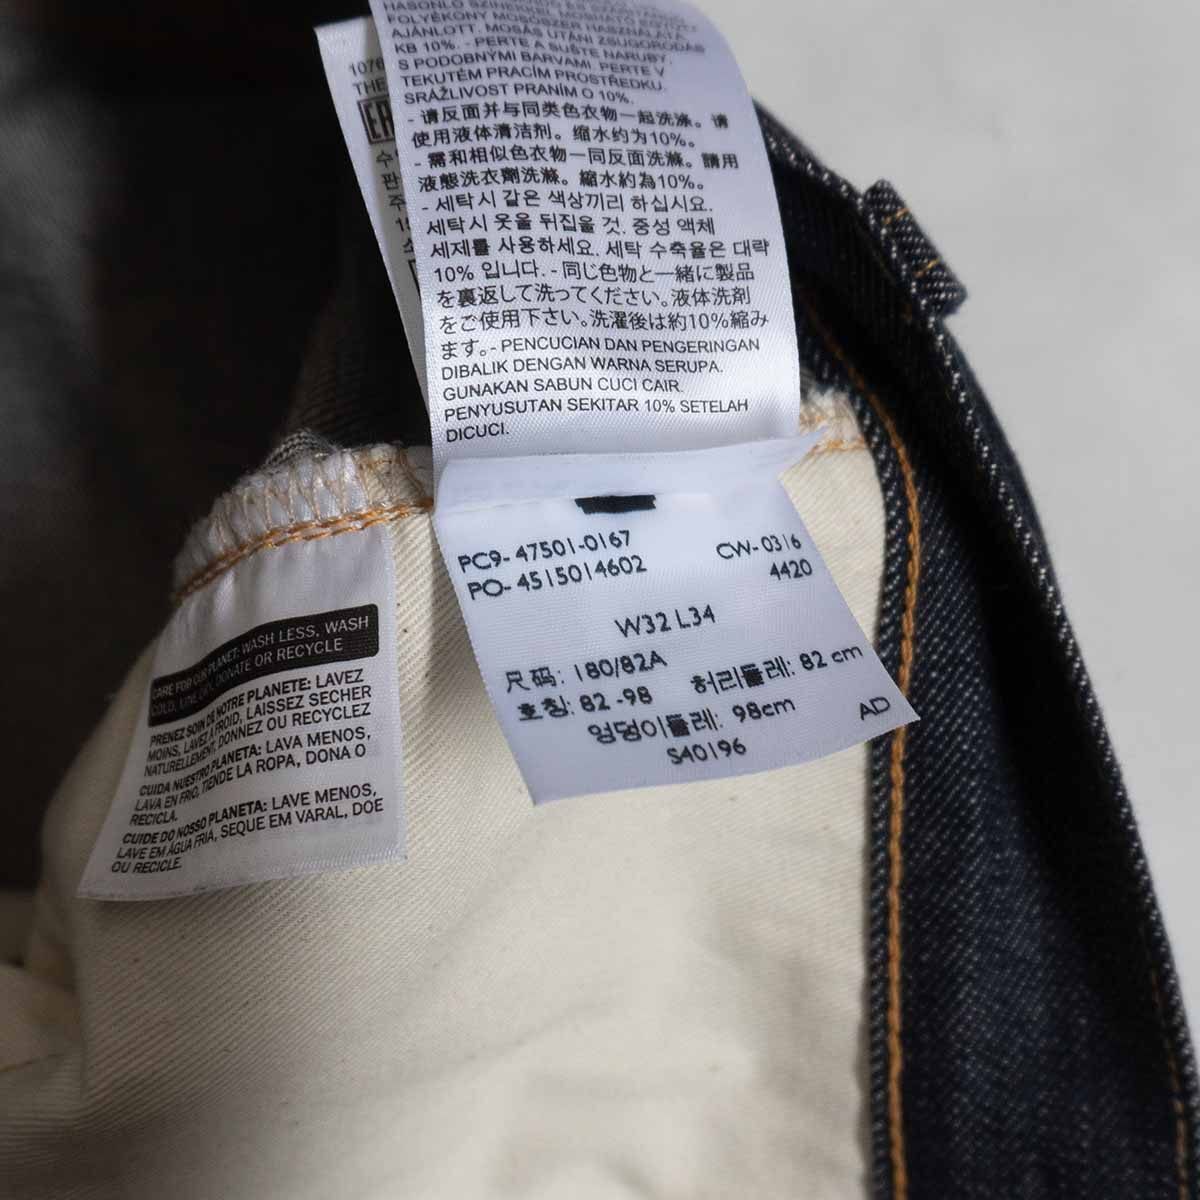 FOLYÉKONY MOSÓSZER HASZNÁLATA
AJÁNLOTT. MOSÁS UTÁNI ZSUGORODÁS
KB 10%. - PERTE A SUŠTE NARUBY.
S PODOBNÝMI BARVAMI. PERTE V
TEKUTÉM PRACÍM PROSTŘEDKU.
SRÁŽLIVOST PRANÍM O 10%.
- 请反面并与同类色衣物一起洗涤。请
使用液体清洁剂。缩水约为10%。
- 需和相似色衣物一同反面洗滌。請用
液態洗衣劑洗滌。縮水約為10%。
- 세탁시 같은 색상끼리 하십시요.
세탁시 옷을 뒤집을 것. 중성 액체
세제를 사용하세요. 세탁 수축율은 대략
10% 입니다. - 同じ色物と一緒に製品
を裏返して洗ってください。液体洗剤
をご使用下さい。洗濯後は約10%縮み
ます。- PENCUCIAN DAN PENGERINGAN
DIBALIK DENGAN WARNA SERUPA.
GUNAKAN SABUN CUCI CAIR.
PENYUSUTAN SEKITAR 10% SETELAH
DICUCI.
1076
THE
EAC
PC9- 47501-0167 CW- 0316
PO- 4515014602 4420
W32 L34
尺码: 180/82A
호칭: 82 -98 허리둘레: 82 cm
엉덩이둘레: 98cm
S40196 AD
CARE FOR OUR PLANET: WASH LESS, WASH
COLD, LINE DRY, DONATE OR RECYCLE
PRENEZ SOIN DE NOTRE PLANETE: LAVEZ
MOINS, LAVEZ A FROID, LAISSEZ SECHER
NATURELLEMENT, DONNEZ OU RECYCLEZ
CUIDA NUESTRO PLANETA: LAVA MENOS,
LAVA EN FRIO, TIENDE LA ROPA, DONA O
RECICLA.
CUIDE DO NOSSO PLANETA: LAVE MENOS,
LAVE EM ÁGUA FRIA, SEQUE EM VARAL, DOE
OU RECICLE.